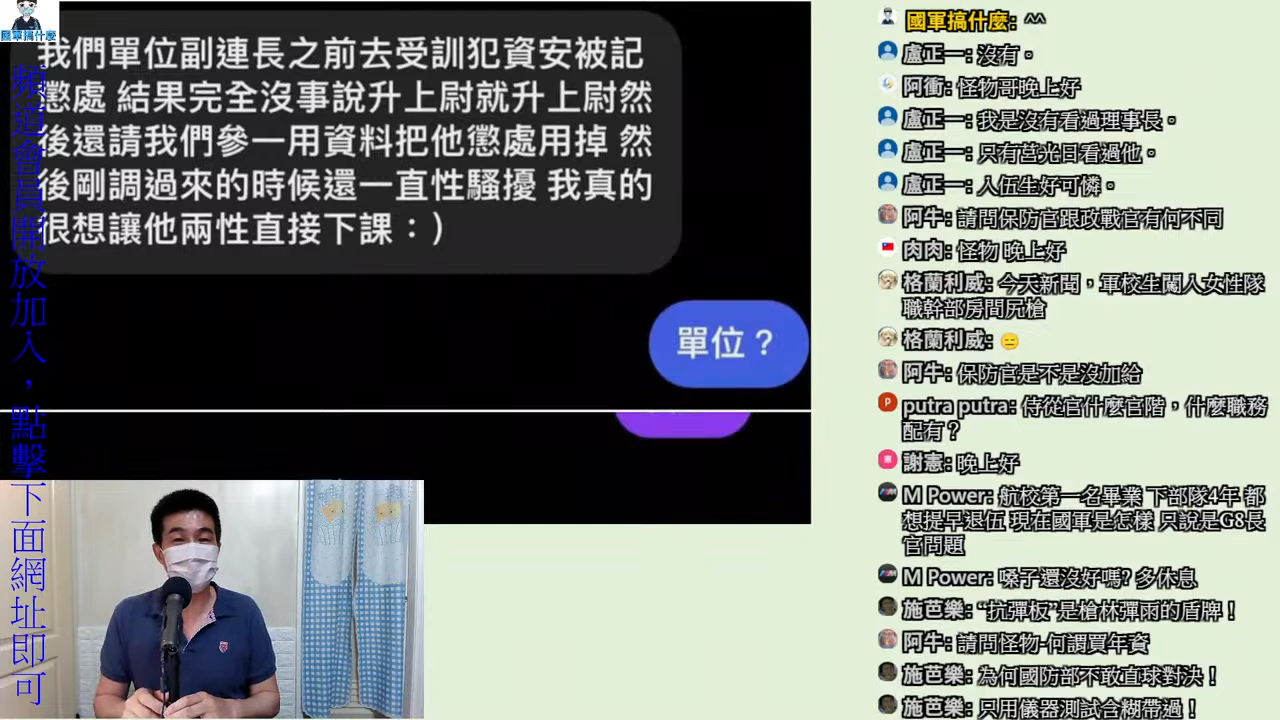 國軍搞什麼
頻道會員開放加入，點擊下面網址即可
我們單位副連長之前去受訓犯資安被記
懲處 結果完全沒事說升上尉就升上尉然
後還請我們參一用資料把他懲處用掉 然
後剛調過來的時候還一直性騷擾 我真的
很想讓他兩性直接下課：）
單位？
國軍搞什麼: ^^
盧正一: 沒有。
阿衝: 怪物哥晚上好
盧正一: 我是沒有看過理事長。
盧正一: 只有莒光日看過他。
盧正一: 人伍生好可憐。
阿牛: 請問保防官跟政戰官有何不同
肉肉: 怪物 晚上好
格蘭利威: 今天新聞，軍校生闖人女性隊
職幹部房間尻槍
格蘭利威: 😑
阿牛: 保防官是不是沒加給
P
putra putra: 侍從官什麼官階，什麼職務
配有？
憲
謝憲: 晚上好
M Power: 航校第一名畢業 下部隊4年 都
想提早退伍 現在國軍是怎樣 只說是G8長
官問題
M Power: 嗓子還沒好嗎? 多休息
施芭樂: “抗彈板”是槍林彈雨的盾牌！
阿牛: 請問怪物-何謂買年資
施芭樂: 為何國防部不敢直球對決！
施芭樂: 只用儀器測試含糊帶過！